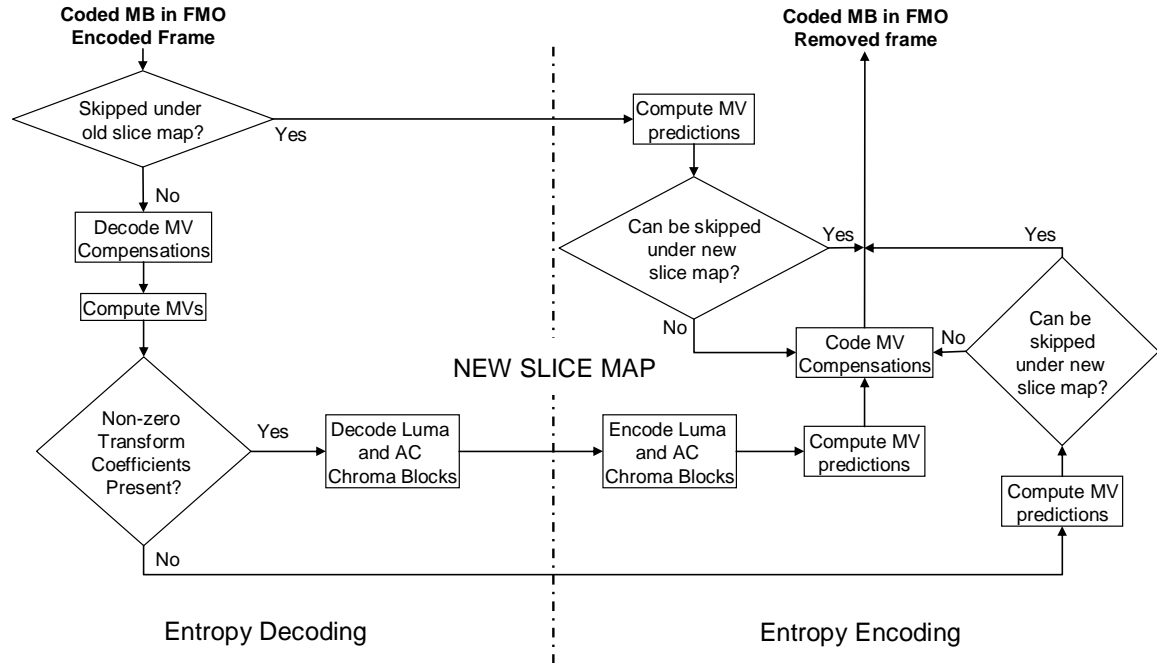 Coded MB in FMO
Encoded Frame
Coded MB in FMO
Removed frame
Skipped under
old slice map?
Yes
No
Compute MV
predictions
Can be skipped
under new
slice map?
Yes
No
Decode MV
Compensations
Compute MVs
Code MV
Compensations
Yes
No
Can be
skipped
under new
slice map?
NEW SLICE MAP
Non-zero
Transform
Coefficients
Present?
Yes
No
Decode Luma
and AC
Chroma Blocks
Encode Luma
and AC
Chroma Blocks
Compute MV
predictions
Compute MV
predictions
Entropy Decoding
Entropy Encoding